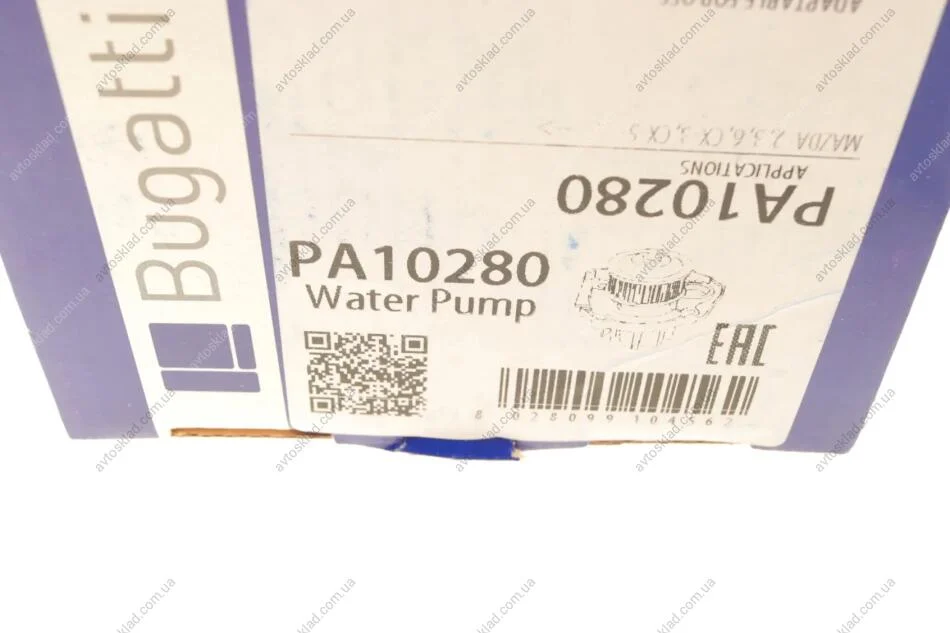 Bugatti
ADAPTABLE FOR OEM
MAZDA 2, 3, 6, CX-3, CX 5
APPLICATIONS
PA10280
PA10280
Water Pump
EAC
8 028099 104562
avtosklad.com.ua